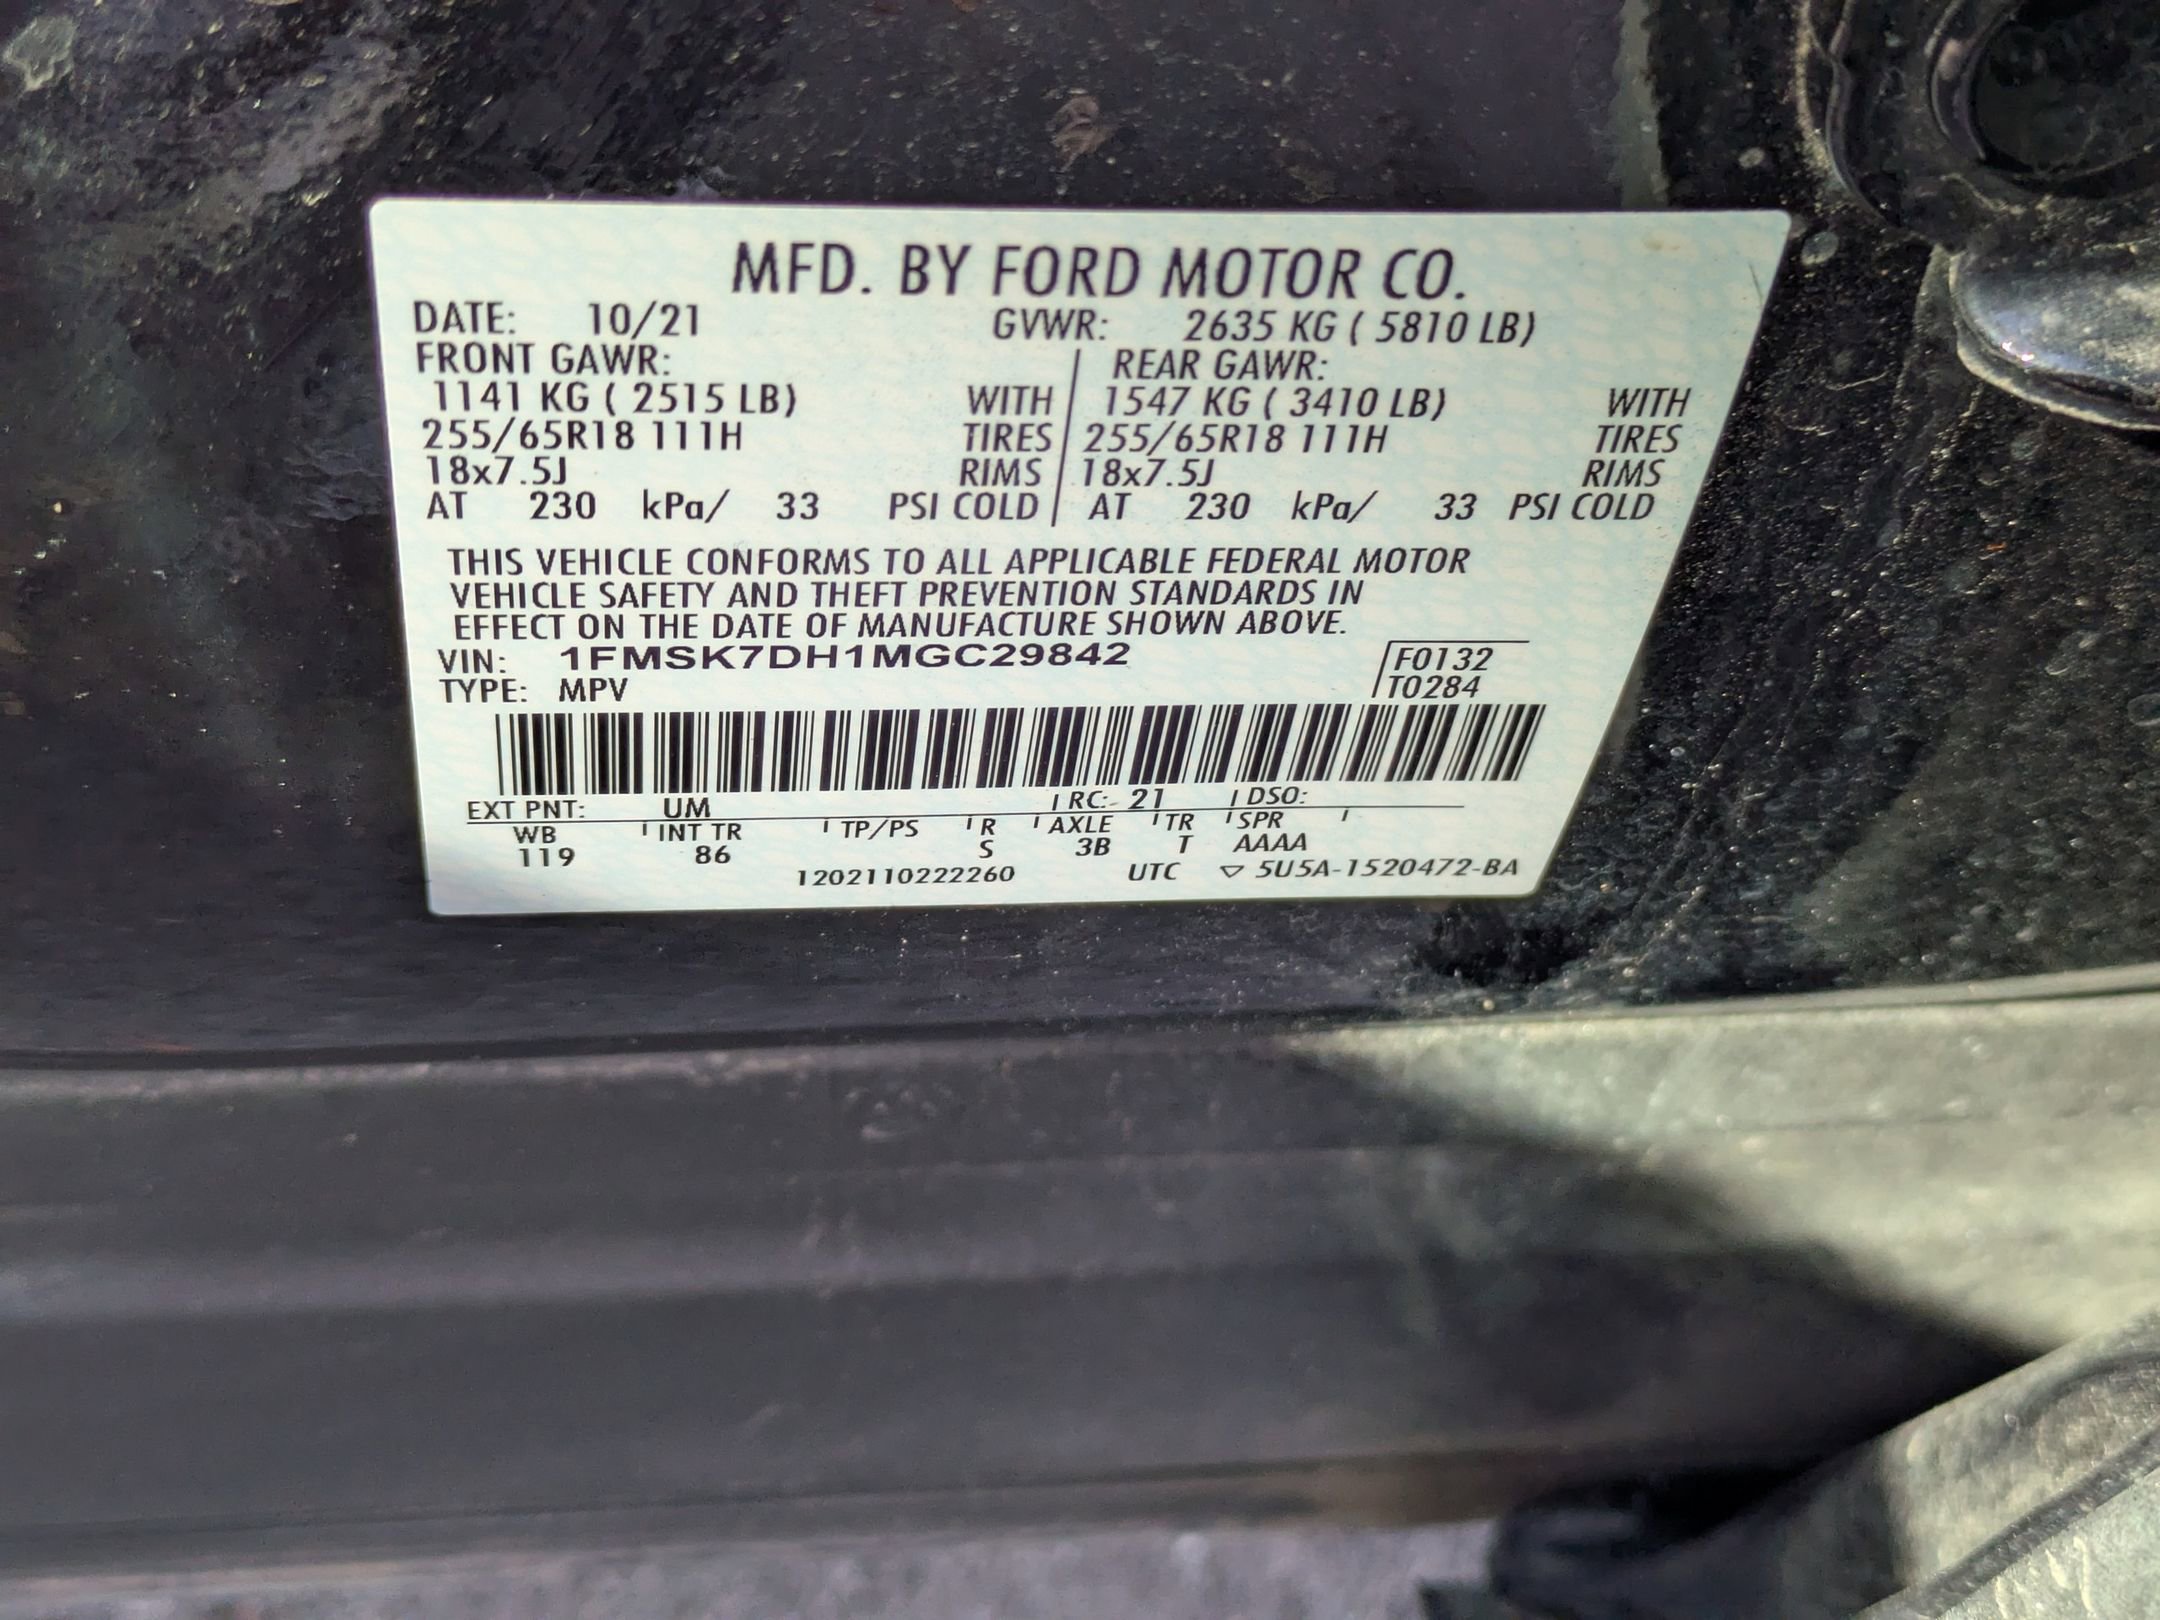 MFD. BY FORD MOTOR CO.
DATE: 10/21 GVWR: 2635 KG ( 5810 LB)
FRONT GAWR: REAR GAWR:
1141 KG ( 2515 LB) WITH 1547 KG ( 3410 LB) WITH
255/65R18 111H TIRES 255/65R18 111H TIRES
18x7.5J RIMS 18x7.5J RIMS
AT 230 kPa/ 33 PSI COLD AT 230 kPa/ 33 PSI COLD
THIS VEHICLE CONFORMS TO ALL APPLICABLE FEDERAL MOTOR
VEHICLE SAFETY AND THEFT PREVENTION STANDARDS IN
EFFECT ON THE DATE OF MANUFACTURE SHOWN ABOVE.
VIN: 1FMSK7DH1MGC29842 F0132
TYPE: MPV T0284
EXT PNT: UM RC: 21 DSO:
WB INT TR TP/PS R AXLE TR SPR
119 86 S 3B T AAAA
1202110222260 UTC ▽ 5U5A-1520472-BA